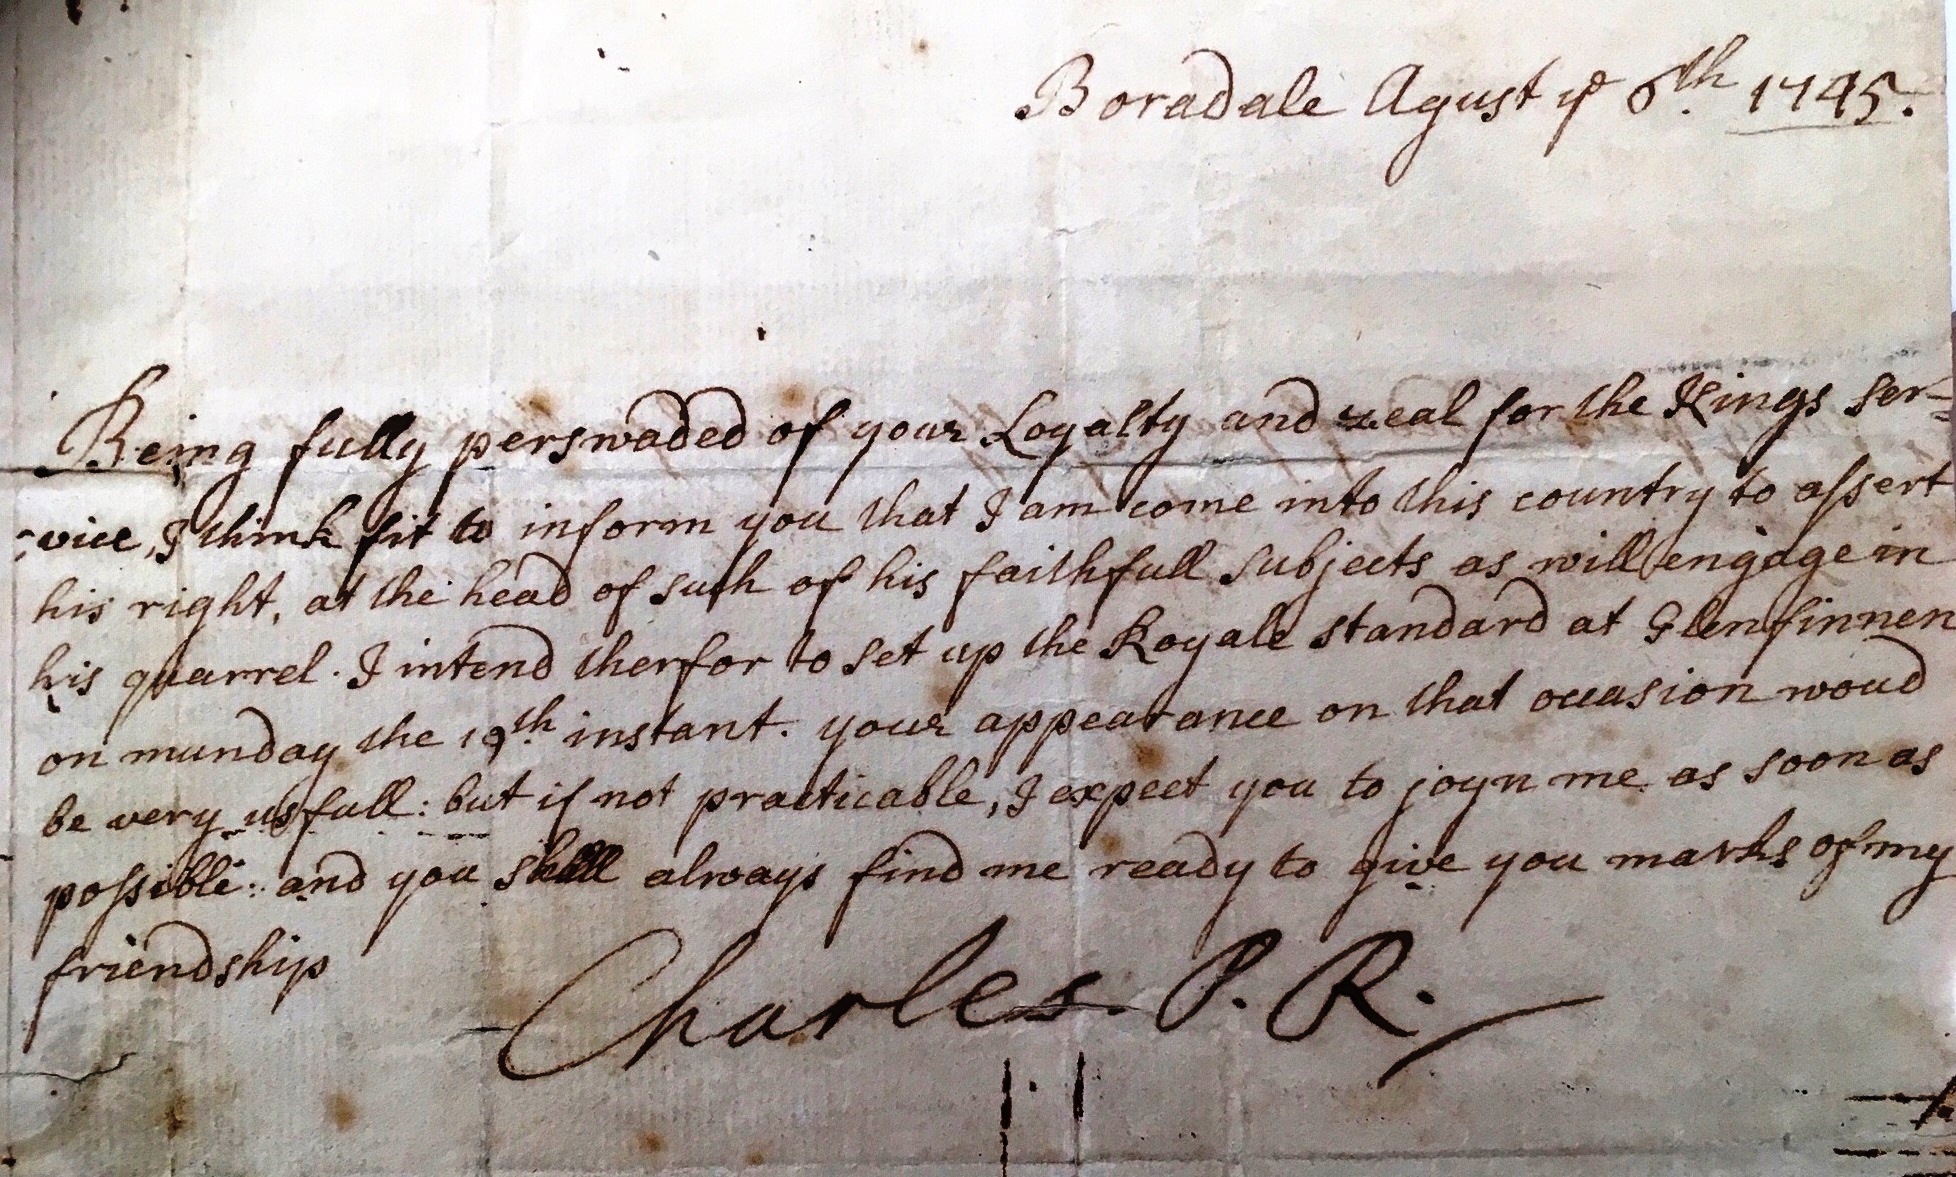 Boradale Agust ye 6th. 1745.
Being fully perswaded of your Loyalty and zeal for the Kings ser=
=vice, I think fit to inform you that I am come into this country to assert
his right, at the head of such of his faithfull subjects as will engage in
his quarrel. I intend therfor to set up the Royale standard at Glenfinnen
on munday the 19th. instant. your appearance on that occasion woud
be very usfull: but if not practicable, I expect you to joyn me as soon as
possible: and you shall always find me ready to give you marks of my
friendship
Charles. P. R.